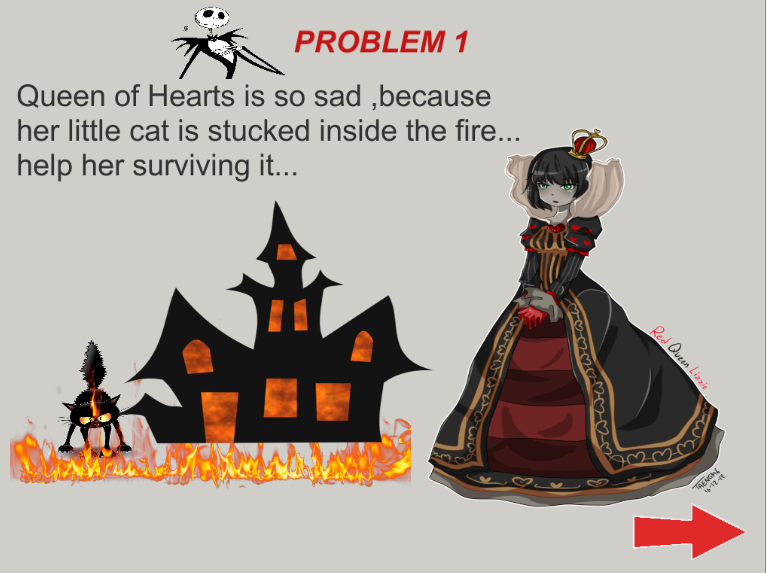 PROBLEM 1
Queen of Hearts is so sad ,because
her little cat is stucked inside the fire...
help her surviving it...
Red Queen Lizzie